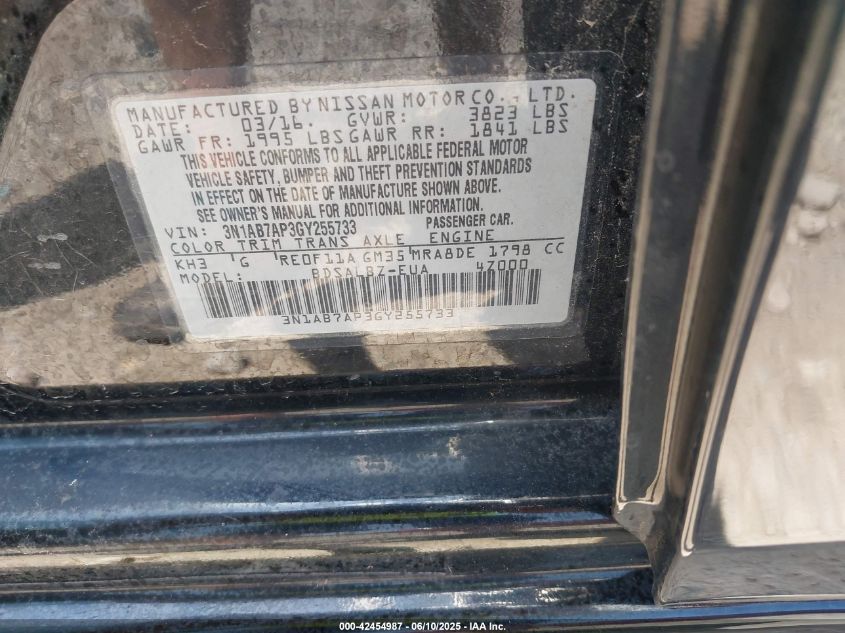 MANUFACTURED BY NISSAN MOTOR CO., LTD.
DATE: 03/16. GVWR: 3823 LBS
GAWR FR: 1995 LBS GAWR RR: 1841 LBS
THIS VEHICLE CONFORMS TO ALL APPLICABLE FEDERAL MOTOR
VEHICLE SAFETY, BUMPER AND THEFT PREVENTION STANDARDS
IN EFFECT ON THE DATE OF MANUFACTURE SHOWN ABOVE.
SEE OWNER'S MANUAL FOR ADDITIONAL INFORMATION.
VIN: 3N1AB7AP3GY255733 PASSENGER CAR.
COLOR TRIM TRANS AXLE ENGINE
KH3 G RE0F11A GM35 MRA8DE 1798 CC
MODEL: BDSALBZ-EUA 4Z000
3N1AB7AP3GY255733
000-42454987 - 06/10/2025 - IAA Inc.